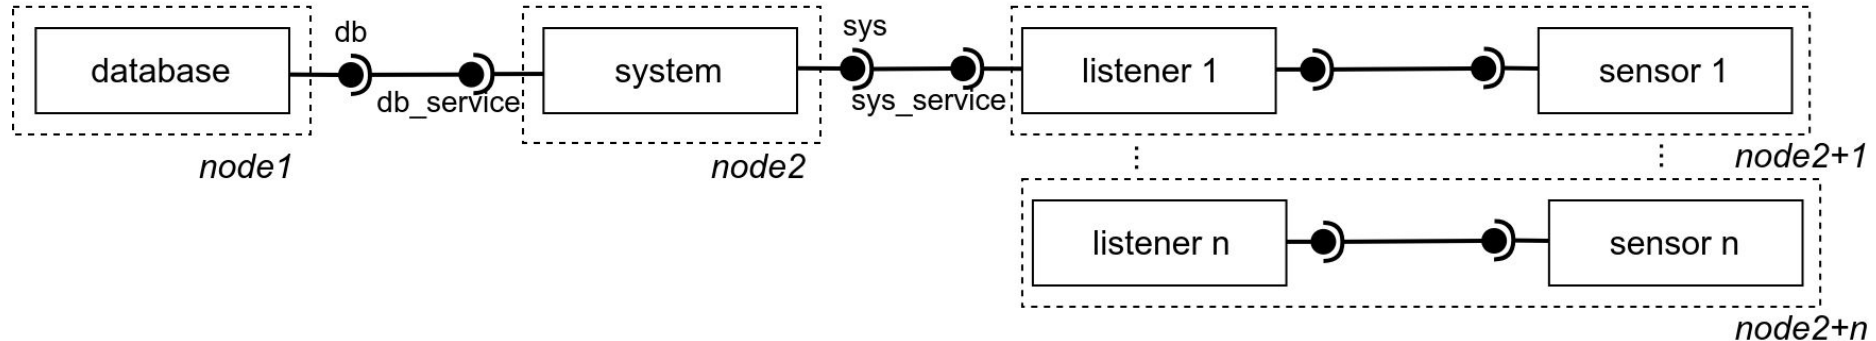 db
sys
database
system
listener 1
sensor 1
db_service
sys_service
node1
node2
node2+1
listener n
sensor n
node2+n